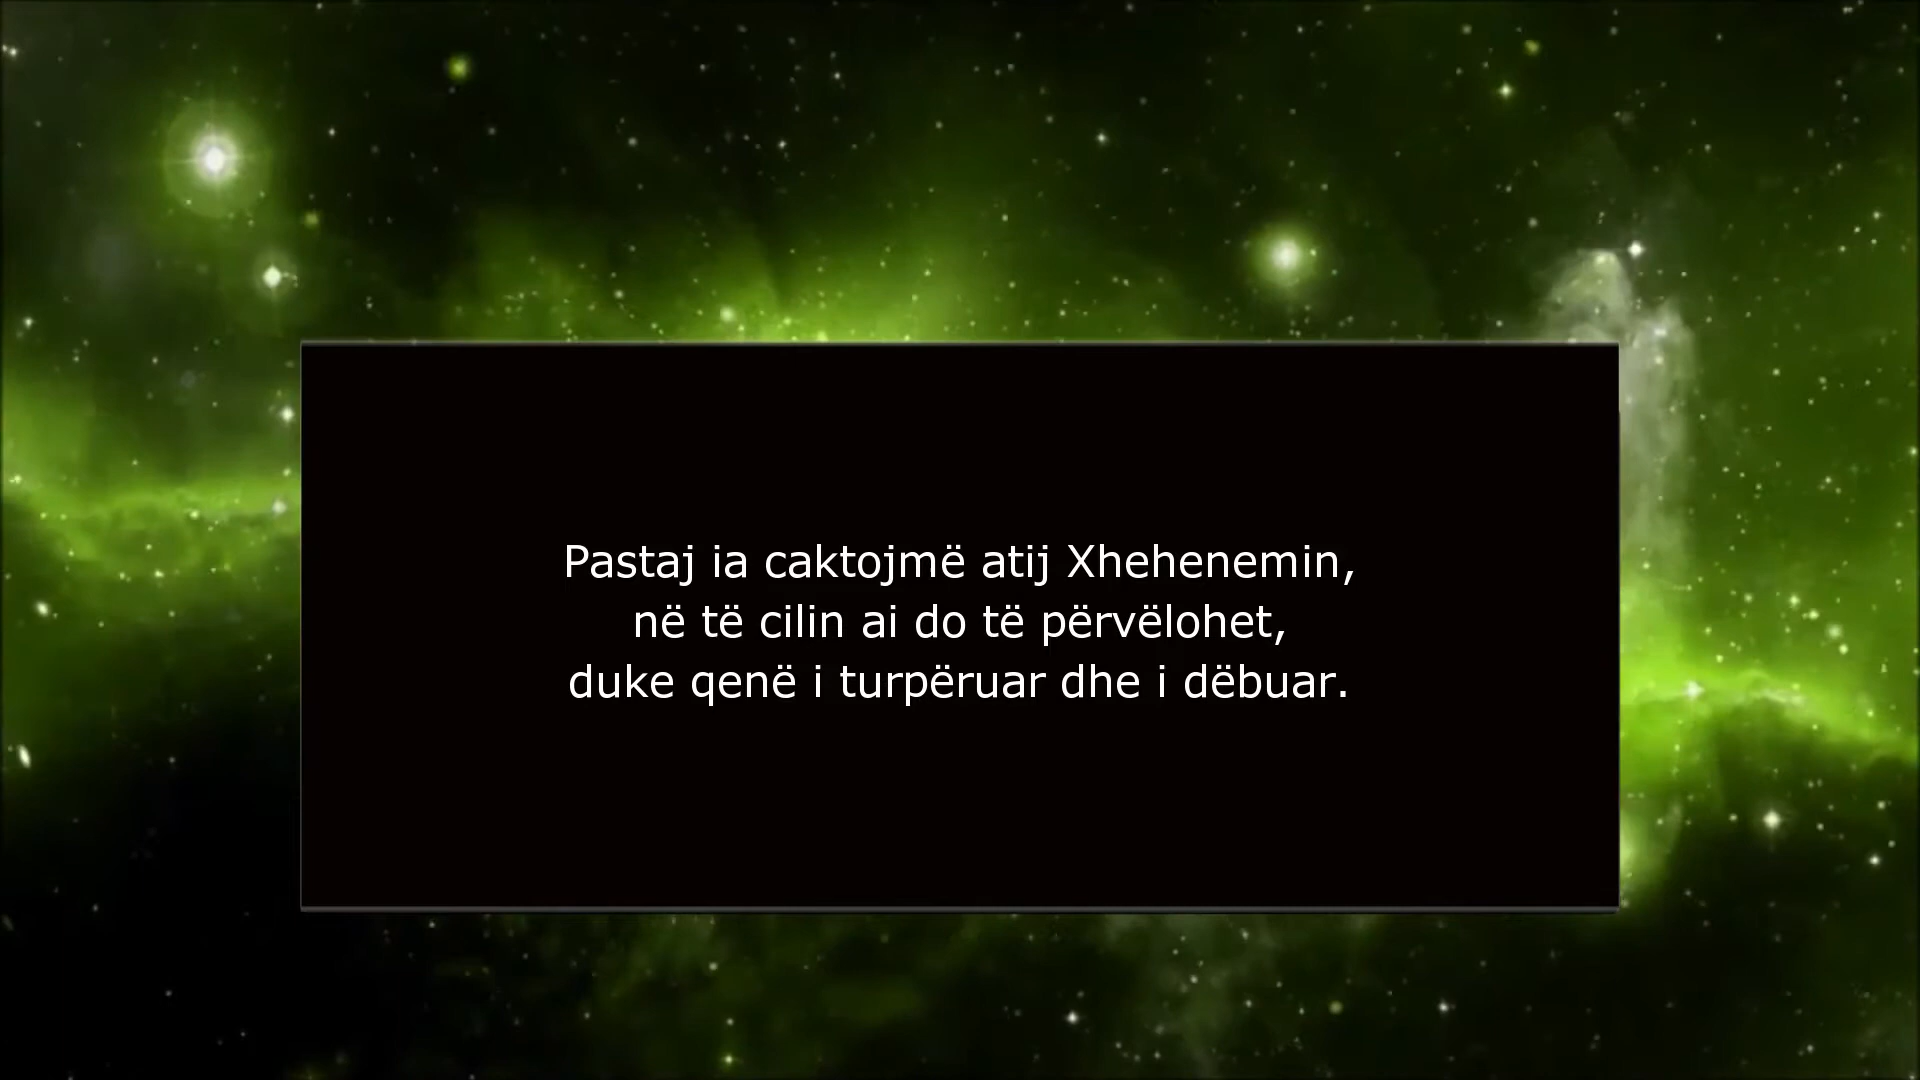 Pastaj ia caktojmë atij Xhehenemin,
në të cilin ai do të përvëlohet,
duke qenë i turpëruar dhe i dëbuar.